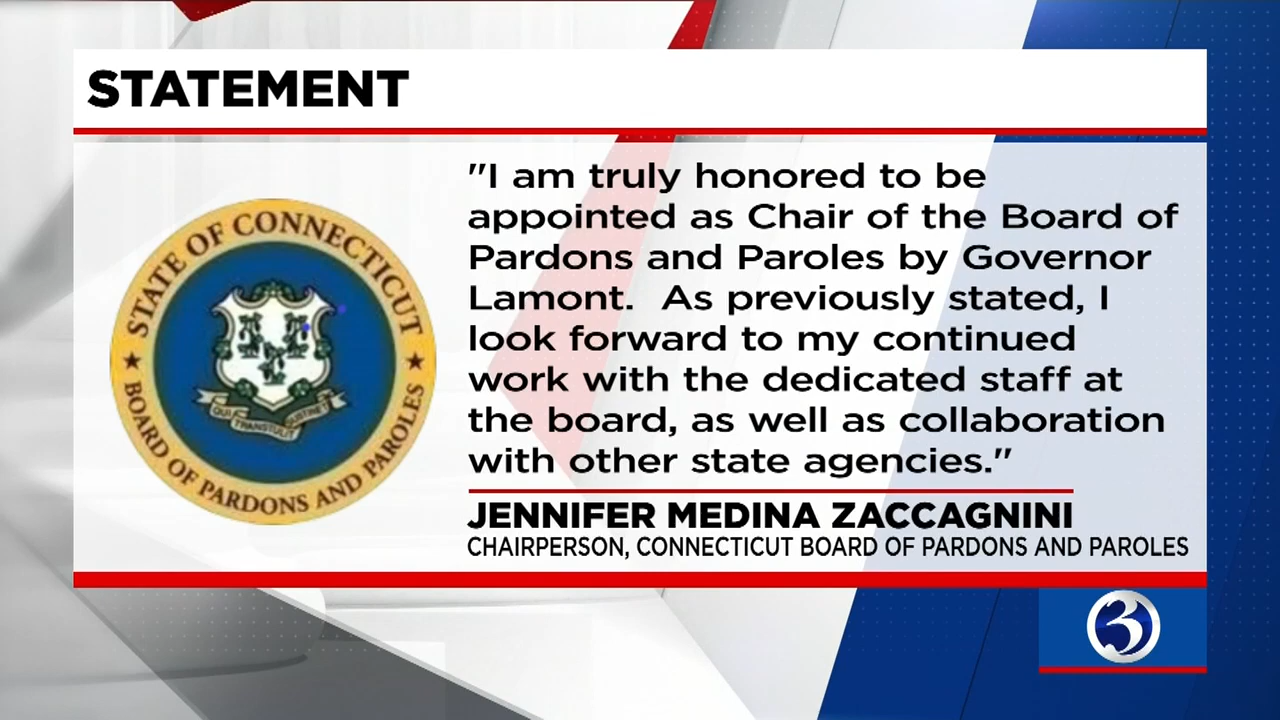 STATEMENT
STATE OF CONNECTICUT
★ BOARD OF PARDONS AND PAROLES ★
QUI TRANSTULIT SUSTINET
"I am truly honored to be
appointed as Chair of the Board of
Pardons and Paroles by Governor
Lamont.  As previously stated, I
look forward to my continued
work with the dedicated staff at
the board, as well as collaboration
with other state agencies."
JENNIFER MEDINA ZACCAGNINI
CHAIRPERSON, CONNECTICUT BOARD OF PARDONS AND PAROLES
3